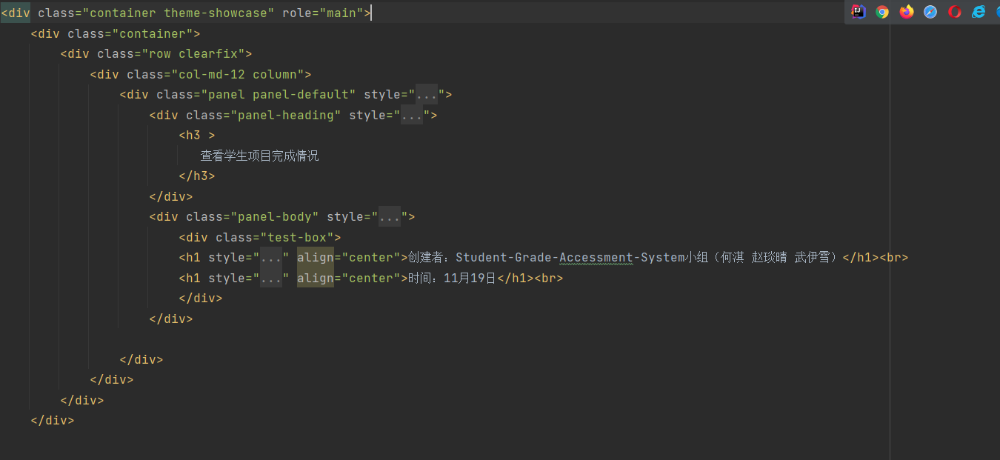 <div class="container theme-showcase" role="main">
<div class="container">
<div class="row clearfix">
<div class="col-md-12 column">
<div class="panel panel-default" style="...">
<div class="panel-heading" style="...">
<h3 >
查看学生项目完成情况
</h3>
</div>
<div class="panel-body" style="...">
<div class="test-box">
<h1 style="..." align="center">创建者：Student-Grade-Accessment-System小组（何淇 赵琰晴 武伊雪）</h1><br>
<h1 style="..." align="center">时间：11月19日</h1><br>
</div>
</div>
</div>
</div>
</div>
</div>